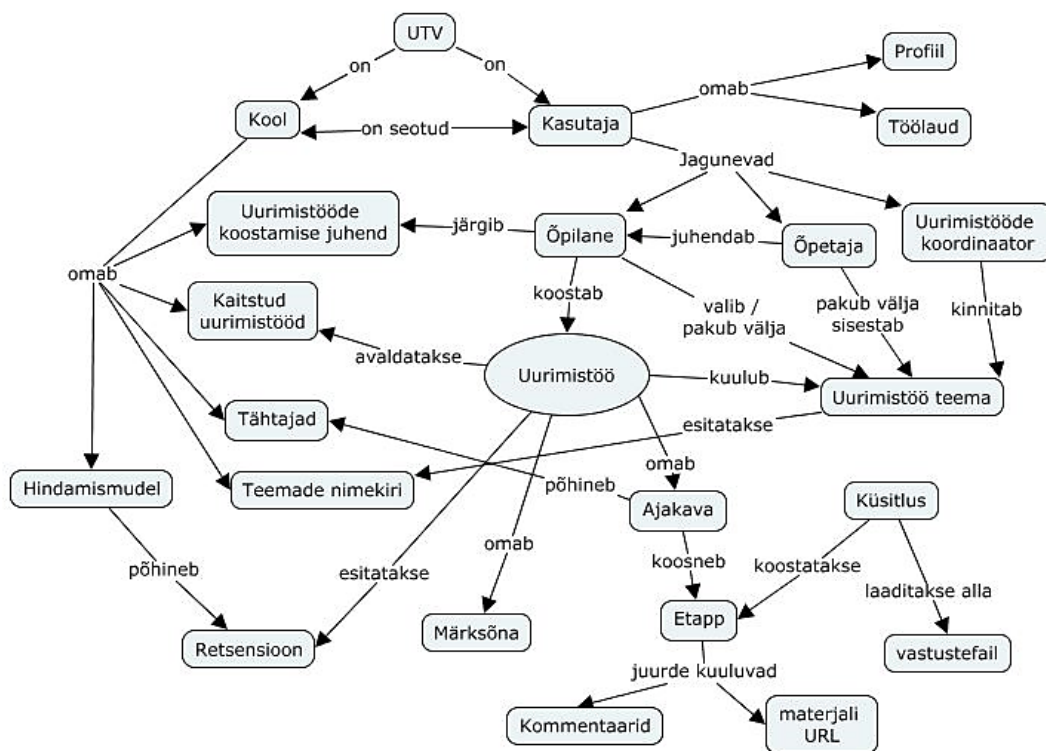 UTV
Profiil
on
on
omab
Kool
on seotud
Kasutaja
Töölaud
Jagunevad
Uurimistööde
koostamise juhend
järgib
Õpilane
juhendab
Õpetaja
Uurimistööde
koordinaator
omab
Kaitstud
uurimistööd
koostab
valib /
pakub välja
pakub välja
sisestab
kinnitab
avaldatakse
Uurimistöö
kuulub
Uurimistöö teema
Tähtajad
esitatakse
omab
Hindamismudel
Teemade nimekiri
põhineb
Ajakava
Küsitlus
põhineb
esitatakse
omab
koosneb
koostatakse
laaditakse alla
Retsensioon
Märksõna
Etapp
vastustefail
juurde kuuluvad
Kommentaarid
materjali
URL